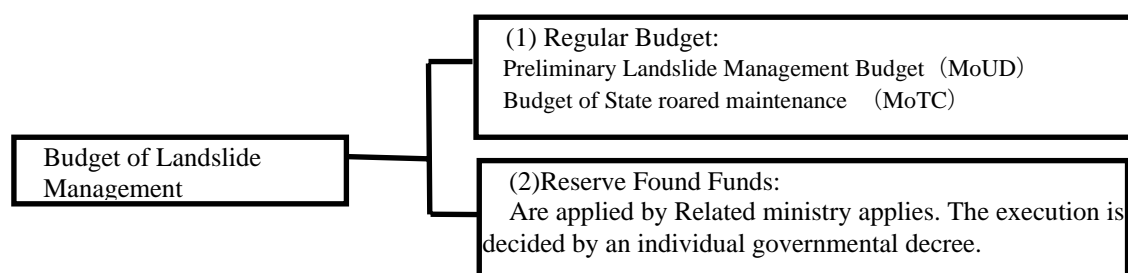 Budget of Landslide
Management
(1) Regular Budget:
Preliminary Landslide Management Budget（MoUD）
Budget of State roared maintenance （MoTC）
(2)Reserve Found Funds:
Are applied by Related ministry applies. The execution is
decided by an individual governmental decree.